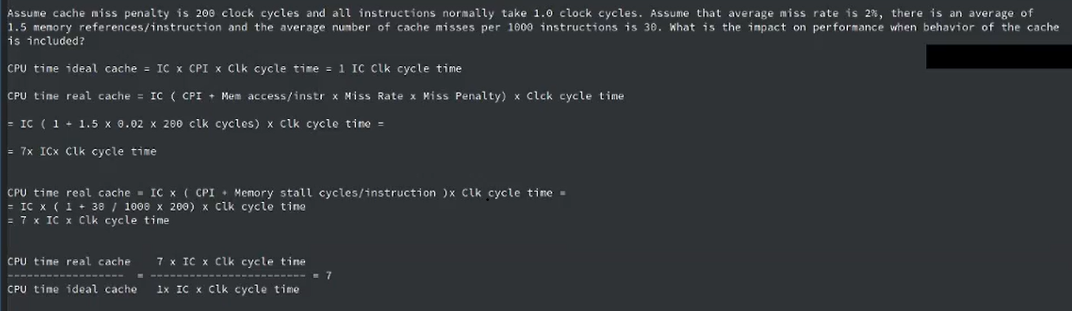 Assume cache miss penalty is 200 clock cycles and all instructions normally take 1.0 clock cycles. Assume that average miss rate is 2%, there is an average of
1.5 memory references/instruction and the average number of cache misses per 1000 instructions is 30. What is the impact on performance when behavior of the cache
is included?
CPU time ideal cache = IC x CPI x Clk cycle time = 1 IC Clk cycle time
CPU time real cache = IC ( CPI + Mem access/instr x Miss Rate x Miss Penalty) x Clck cycle time
= IC ( 1 + 1.5 x 0.02 x 200 clk cycles) x Clk cycle time =
= 7x ICx Clk cycle time
CPU time real cache = IC x ( CPI + Memory stall cycles/instruction )x Clk cycle time =
= IC x ( 1 + 30 / 1000 x 200) x Clk cycle time
= 7 x IC x Clk cycle time
CPU time real cache 7 x IC x Clk cycle time
------------------ = ------------------------ = 7
CPU time ideal cache 1x IC x Clk cycle time